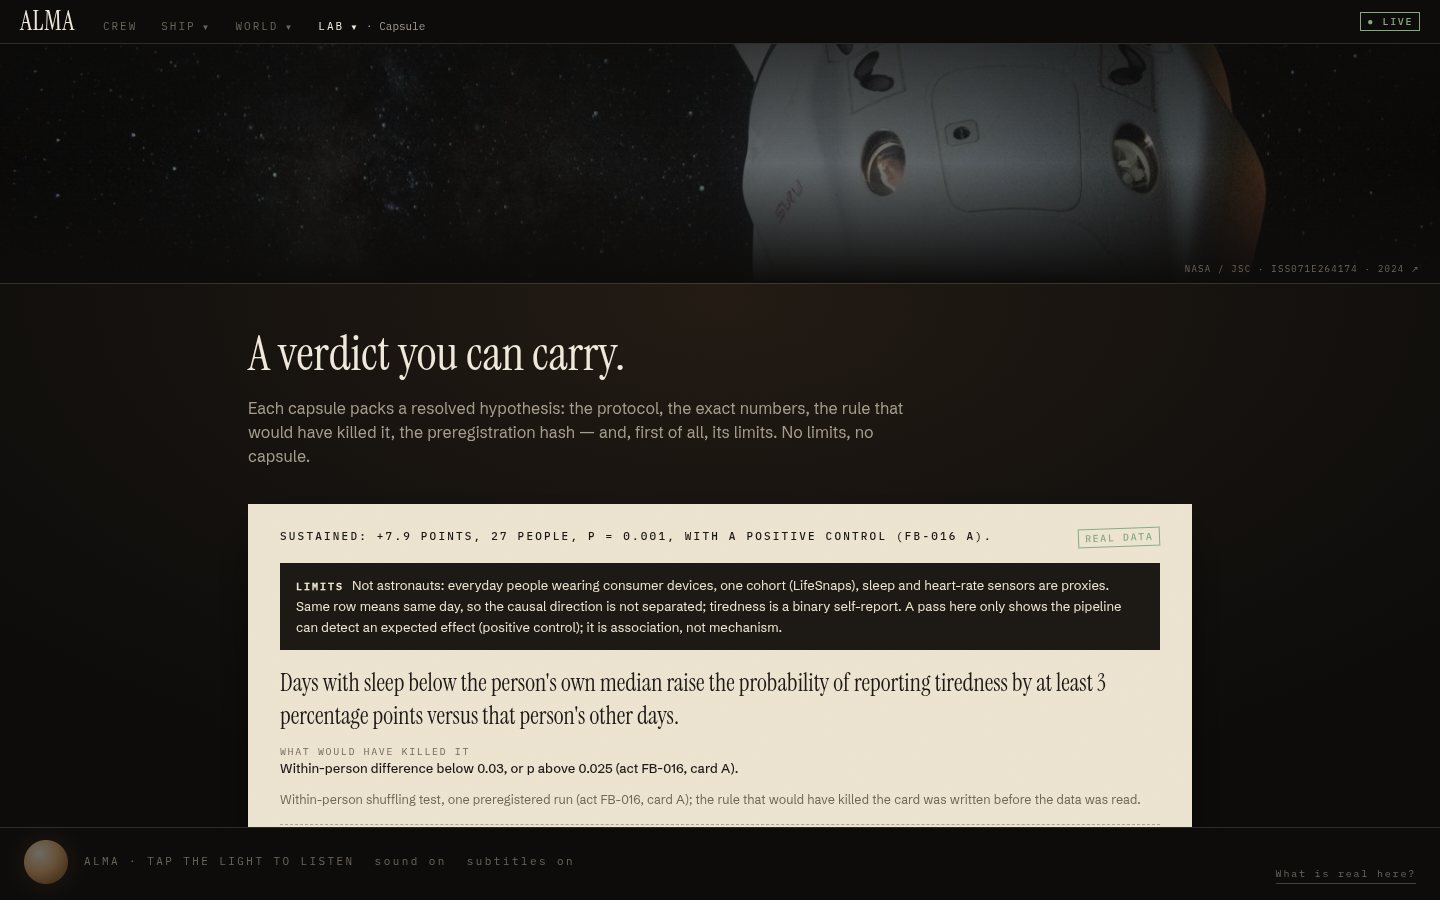 ALMA CREW SHIP ▾ WORLD ▾ LAB ▾ · Capsule ● LIVE
NASA / JSC · ISS071E264174 · 2024 ↗
A verdict you can carry.
Each capsule packs a resolved hypothesis: the protocol, the exact numbers, the rule that
would have killed it, the preregistration hash — and, first of all, its limits. No limits, no
capsule.
SUSTAINED: +7.9 POINTS, 27 PEOPLE, P = 0.001, WITH A POSITIVE CONTROL (FB-016 A).
REAL DATA
LIMITS Not astronauts: everyday people wearing consumer devices, one cohort (LifeSnaps), sleep and heart-rate sensors are proxies.
Same row means same day, so the causal direction is not separated; tiredness is a binary self-report. A pass here only shows the pipeline
can detect an expected effect (positive control); it is association, not mechanism.
Days with sleep below the person's own median raise the probability of reporting tiredness by at least 3
percentage points versus that person's other days.
WHAT WOULD HAVE KILLED IT
Within-person difference below 0.03, or p above 0.025 (act FB-016, card A).
Within-person shuffling test, one preregistered run (act FB-016, card A); the rule that would have killed the card was written before the data was read.
ALMA · TAP THE LIGHT TO LISTEN sound on subtitles on
What is real here?